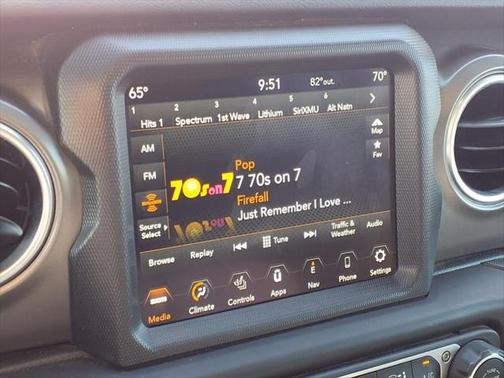 65° 9:51 82°out. 70°
1 2 3 4 5 6
Hits 1 Spectrum 1st Wave Lithium SiriXMU Alt Natn
AM
FM
Source
Select
70s on 7
Pop
7 70s on 7
Firefall
Just Remember I Love ...
Map
Fav
Browse Replay Tune Traffic &
Weather Audio
Media Climate Controls Apps E Nav Phone Settings